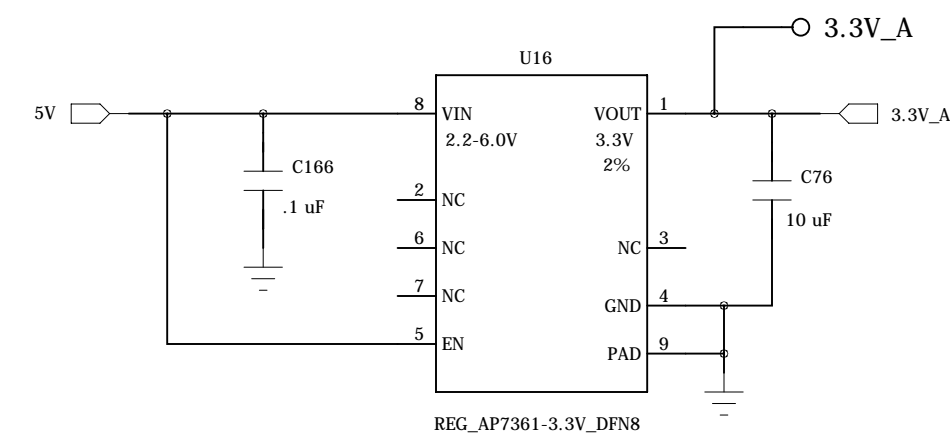 3.3V_A
U16
5V
8
VIN
VOUT
1
3.3V_A
2.2-6.0V
3.3V
2%
C166
.1 uF
C76
10 uF
2
NC
6
NC
NC
3
7
NC
GND
4
5
EN
PAD
9
REG_AP7361-3.3V_DFN8